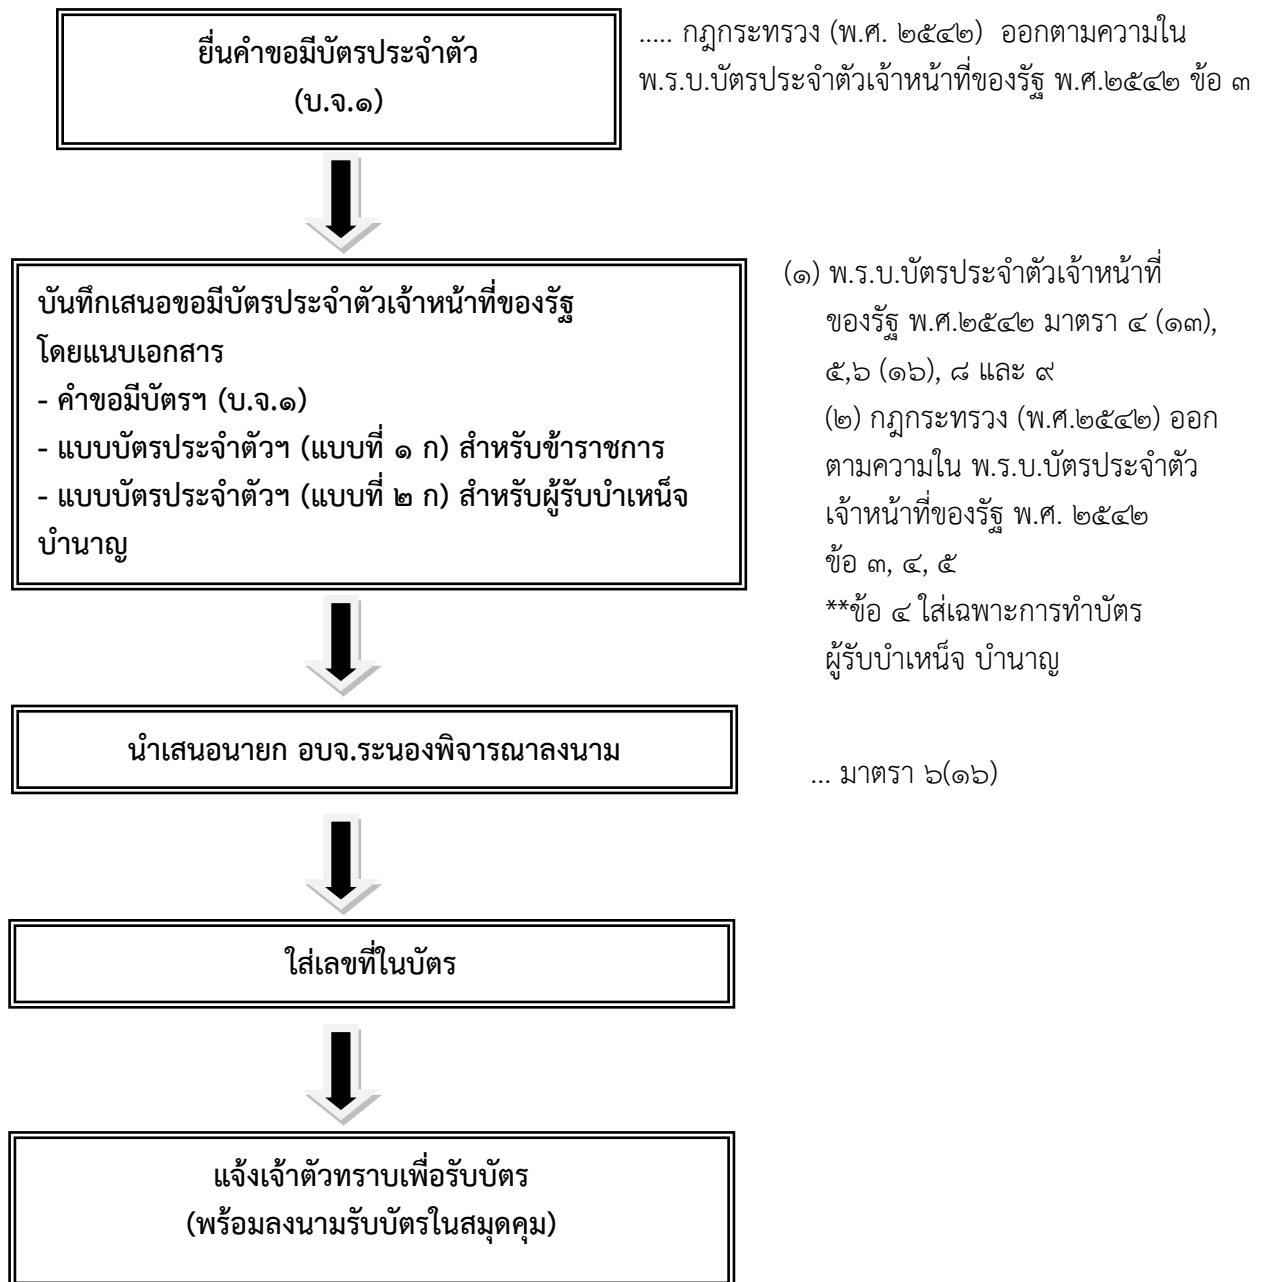 ยื่นคำขอมีบัตรประจำตัว
(บ.จ.๑)
..... กฎกระทรวง (พ.ศ. ๒๕๔๒) ออกตามความใน
พ.ร.บ.บัตรประจำตัวเจ้าหน้าที่ของรัฐ พ.ศ.๒๕๔๒ ข้อ ๓
บันทึกเสนอขอมีบัตรประจำตัวเจ้าหน้าที่ของรัฐ
โดยแนบเอกสาร
- คำขอมีบัตรฯ (บ.จ.๑)
- แบบบัตรประจำตัวฯ (แบบที่ ๑ ก) สำหรับข้าราชการ
- แบบบัตรประจำตัวฯ (แบบที่ ๒ ก) สำหรับผู้รับบำเหน็จ
บำนาญ
(๑) พ.ร.บ.บัตรประจำตัวเจ้าหน้าที่
ของรัฐ พ.ศ.๒๕๔๒ มาตรา ๔ (๑๓),
๕,๖ (๑๖), ๘ และ ๙
(๒) กฎกระทรวง (พ.ศ.๒๕๔๒) ออก
ตามความใน พ.ร.บ.บัตรประจำตัว
เจ้าหน้าที่ของรัฐ พ.ศ. ๒๕๔๒
ข้อ ๓, ๔, ๕
**ข้อ ๔ ใส่เฉพาะการทำบัตร
ผู้รับบำเหน็จ บำนาญ
นำเสนอนายก อบจ.ระนองพิจารณาลงนาม
... มาตรา ๖(๑๖)
ใส่เลขที่ในบัตร
แจ้งเจ้าตัวทราบเพื่อรับบัตร
(พร้อมลงนามรับบัตรในสมุดคุม)